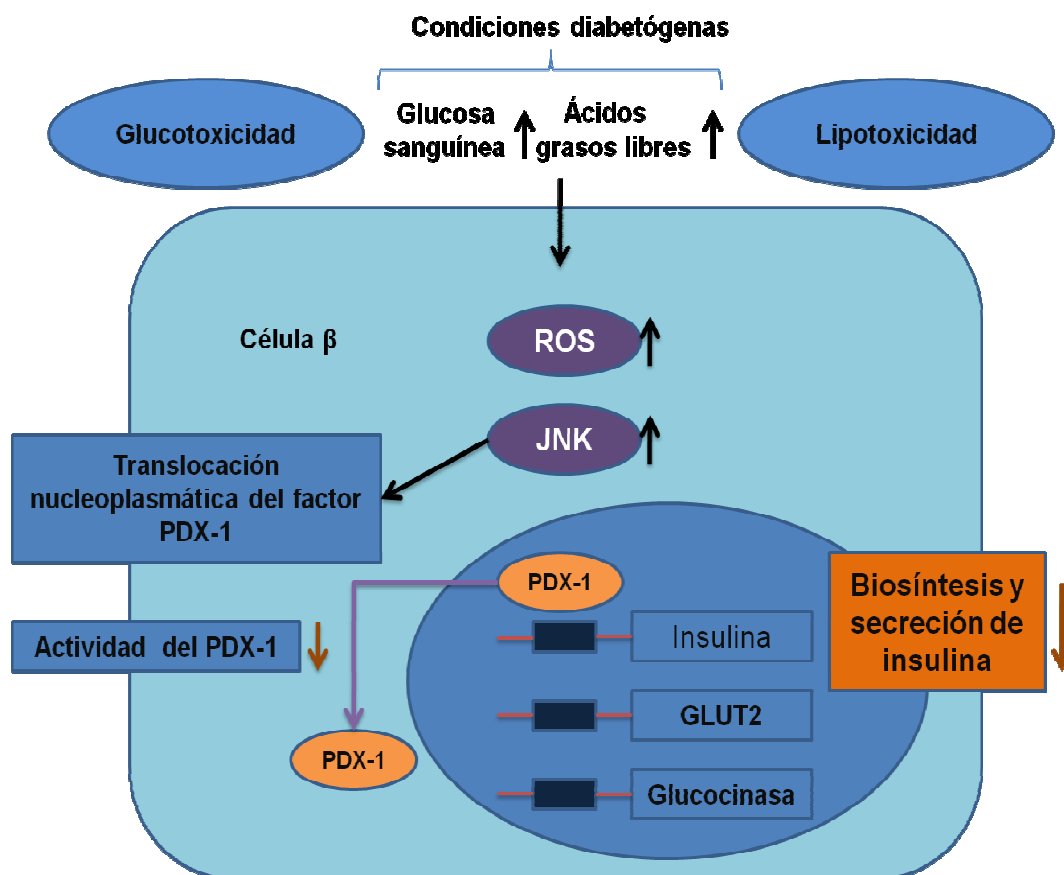 Condiciones diabetógenas
Glucotoxicidad
Glucosa
sanguínea
Ácidos
grasos libres
Lipotoxicidad
Célula β
ROS
JNK
Translocación
nucleoplasmática del factor
PDX-1
PDX-1
Biosíntesis y
secreción de
insulina
Actividad del PDX-1
Insulina
GLUT2
PDX-1
Glucocinasa